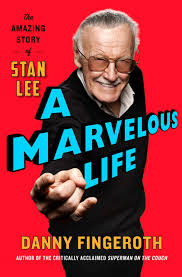 The
AMAZING
STORY
of
STAN
LEE
A
MARVELOUS
LIFE
DANNY FINGEROTH
AUTHOR OF THE CRITICALLY ACCLAIMED SUPERMAN ON THE COUCH